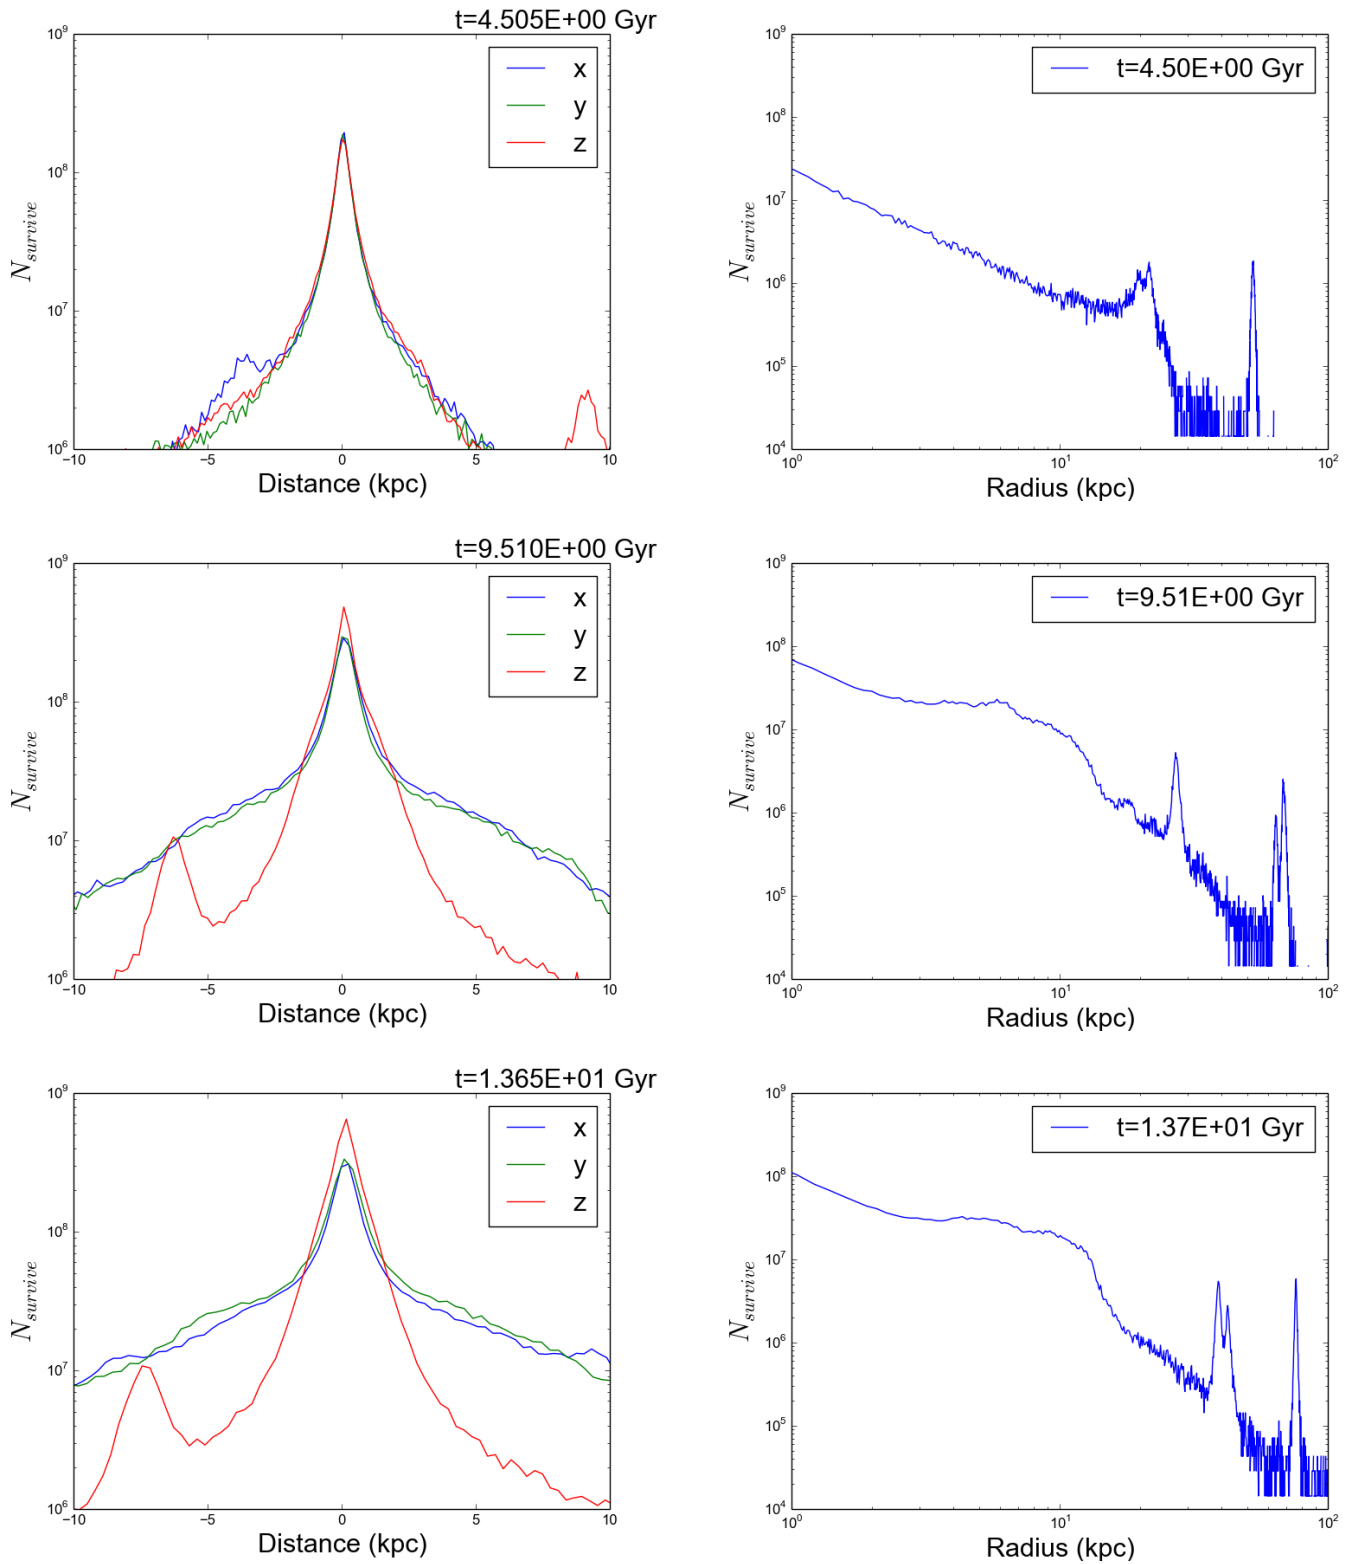 t=4.505E+00 Gyr
10⁹
10⁸
10⁷
10⁶
N_survive
x
y
z
−10
−5
0
5
10
Distance (kpc)
10⁹
10⁸
10⁷
10⁶
10⁵
10⁴
N_survive
t=4.50E+00 Gyr
10⁰
10¹
10²
Radius (kpc)
t=9.510E+00 Gyr
10⁹
10⁸
10⁷
10⁶
N_survive
x
y
z
−10
−5
0
5
10
Distance (kpc)
10⁹
10⁸
10⁷
10⁶
10⁵
10⁴
N_survive
t=9.51E+00 Gyr
10⁰
10¹
10²
Radius (kpc)
t=1.365E+01 Gyr
10⁹
10⁸
10⁷
10⁶
N_survive
x
y
z
−10
−5
0
5
10
Distance (kpc)
10⁹
10⁸
10⁷
10⁶
10⁵
10⁴
N_survive
t=1.37E+01 Gyr
10⁰
10¹
10²
Radius (kpc)